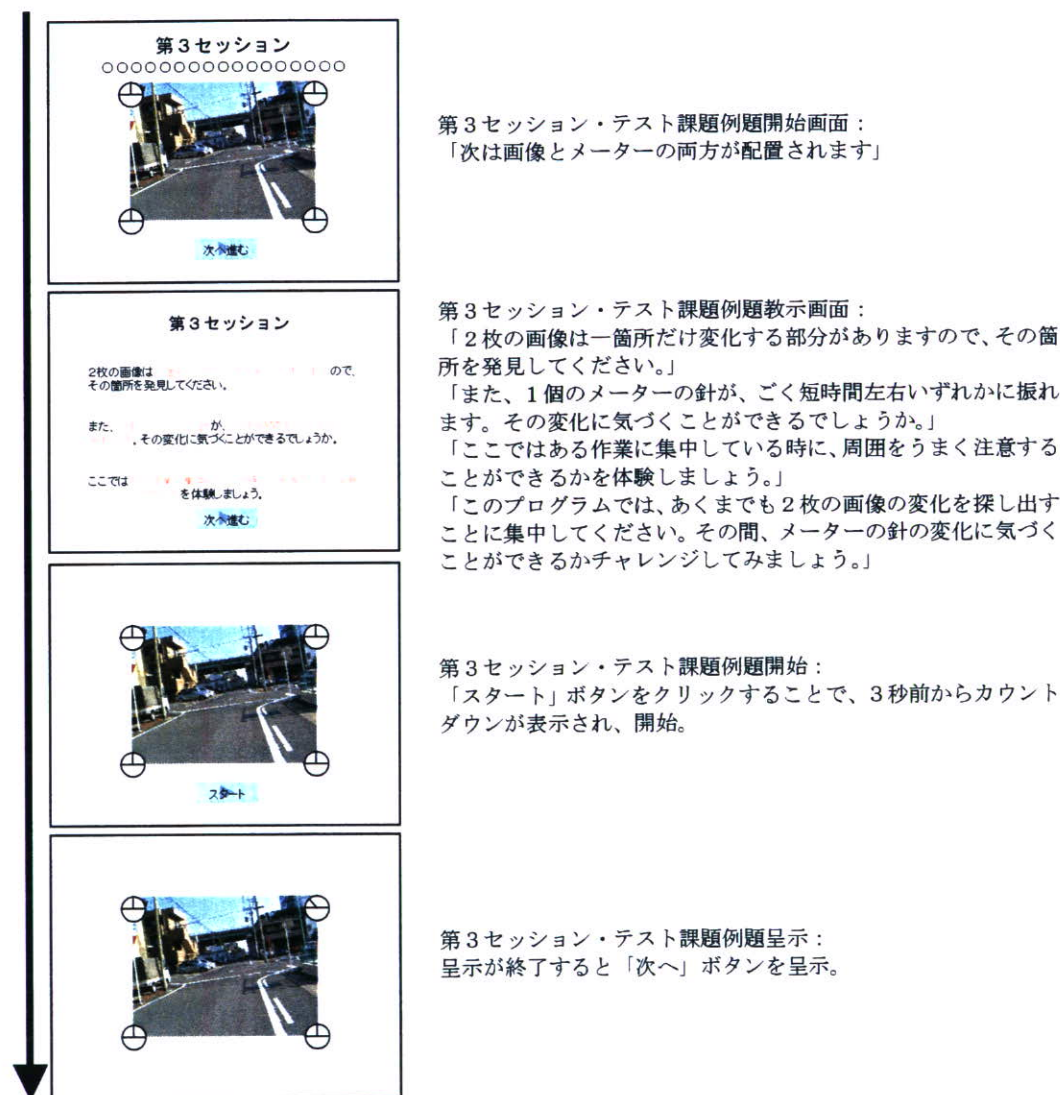 第3セッション
○○○○○○○○○○○○○○○○○
次へ進む
第3セッション・テスト課題例題開始画面：
「次は画像とメーターの両方が配置されます」
第3セッション
2枚の画像は ので、
その箇所を発見してください。
また、 が、
、その変化に気づくことができるでしょうか。
ここでは
を体験しましょう。
次へ進む
第3セッション・テスト課題例題教示画面：
「2枚の画像は一箇所だけ変化する部分がありますので、その箇
所を発見してください。」
「また、1個のメーターの針が、ごく短時間左右いずれかに振れ
ます。その変化に気づくことができるでしょうか。」
「ここではある作業に集中している時に、周囲をうまく注意する
ことができるかを体験しましょう。」
「このプログラムでは、あくまでも2枚の画像の変化を探し出す
ことに集中してください。その間、メーターの針の変化に気づく
ことができるかチャレンジしてみましょう。」
スタート
第3セッション・テスト課題例題開始：
「スタート」ボタンをクリックすることで、3秒前からカウント
ダウンが表示され、開始。
第3セッション・テスト課題例題呈示：
呈示が終了すると「次へ」ボタンを呈示。